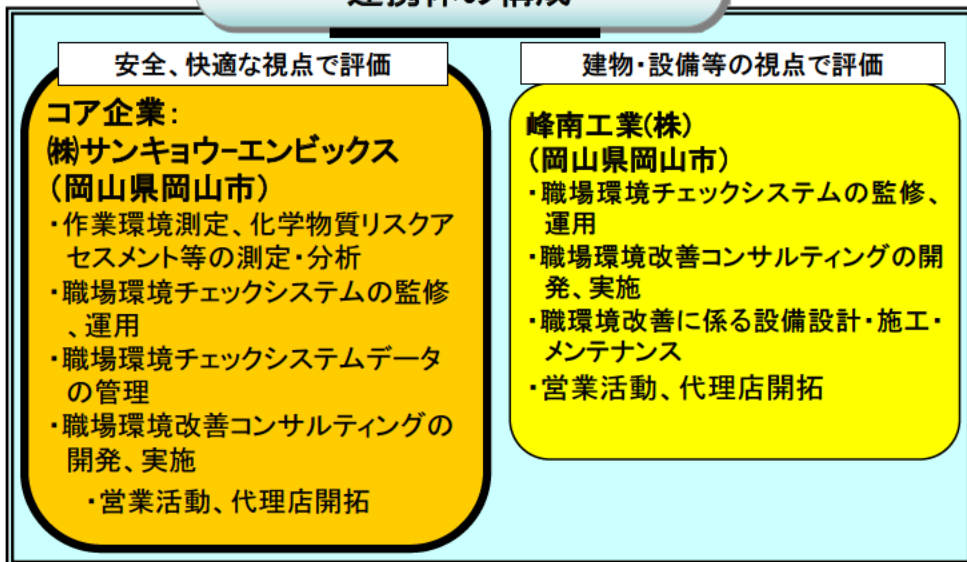 連携体の構成
安全、快適な視点で評価
コア企業:
㈱サンキョウーエンビックス
(岡山県岡山市)
・作業環境測定、化学物質リスクア
セスメント等の測定・分析
・職場環境チェックシステムの監修
、運用
・職場環境チェックシステムデータ
の管理
・職場環境改善コンサルティングの
開発、実施
・営業活動、代理店開拓
建物・設備等の視点で評価
峰南工業(株)
(岡山県岡山市)
・職場環境チェックシステムの監修、
運用
・職場環境改善コンサルティングの開
発、実施
・職環境改善に係る設備設計・施工・
メンテナンス
・営業活動、代理店開拓